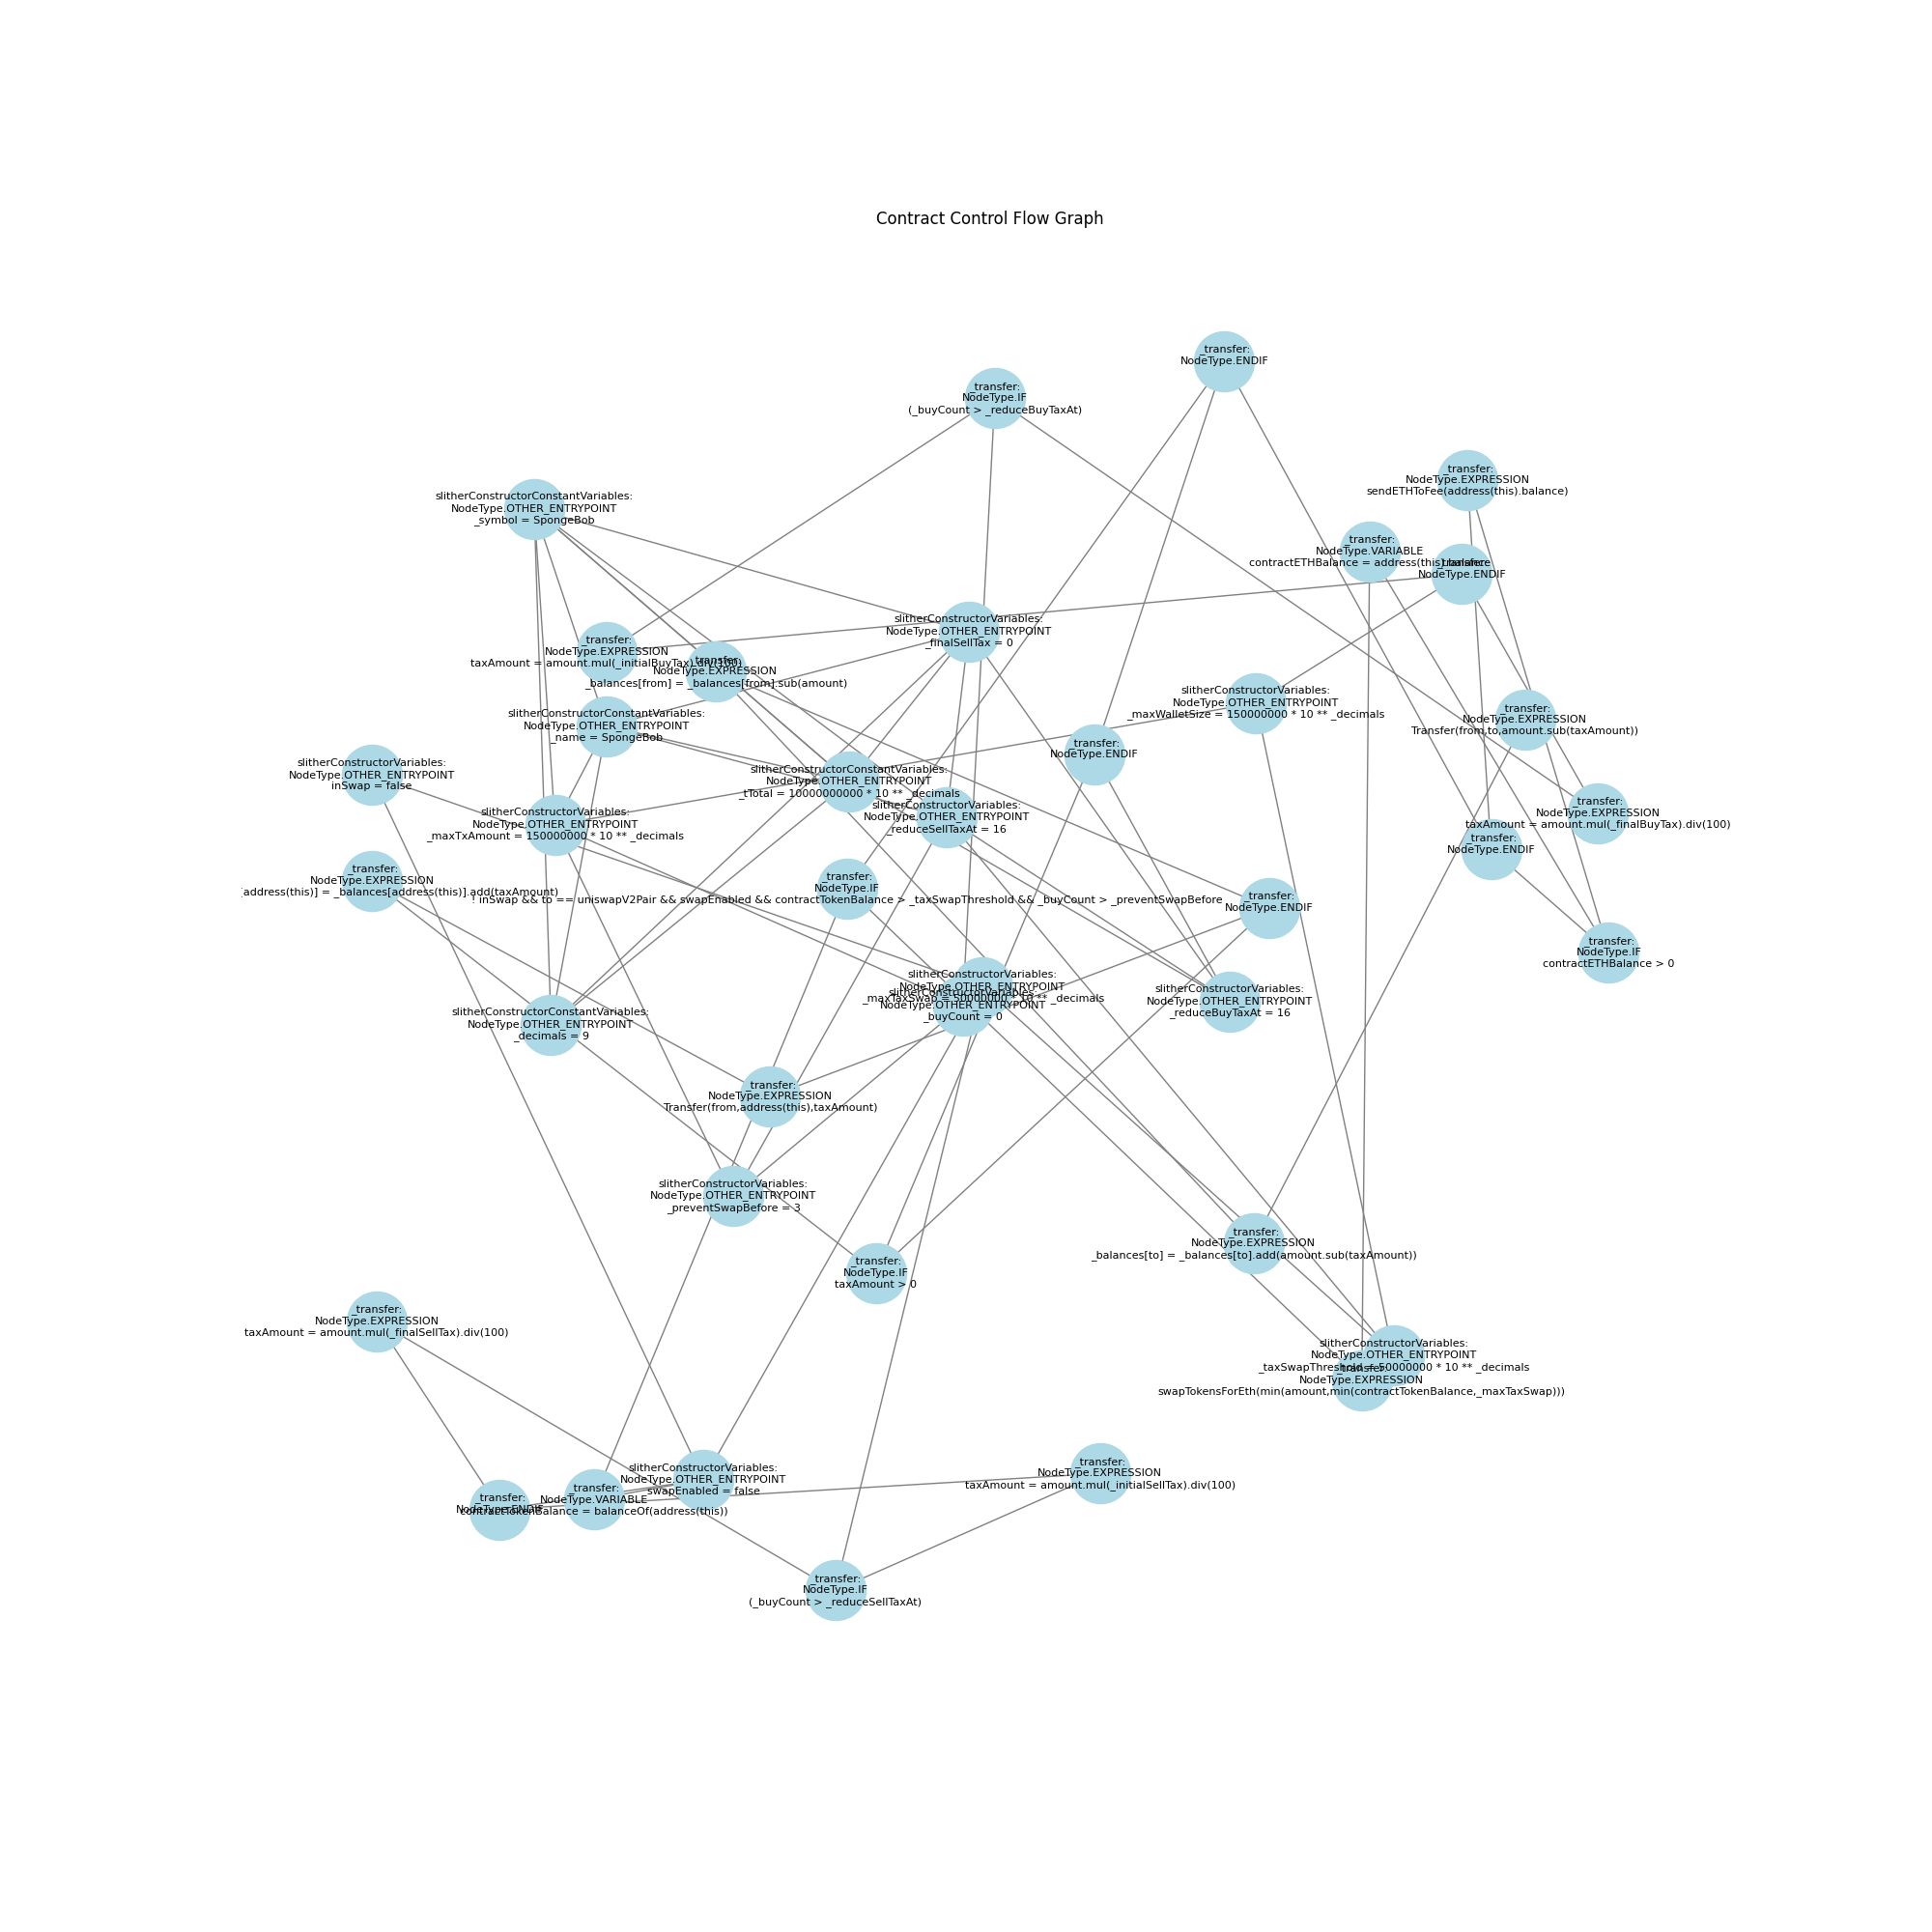 Contract Control Flow Graph
_transfer:
NodeType.ENDIF
_transfer:
NodeType.IF
(_buyCount > _reduceBuyTaxAt)
_transfer:
NodeType.EXPRESSION
sendETHToFee(address(this).balance)
slitherConstructorConstantVariables:
NodeType.OTHER_ENTRYPOINT
_symbol = SpongeBob
_transfer:
NodeType.VARIABLE
contractETHBalance = address(this).balance
_transfer:
NodeType.ENDIF
slitherConstructorVariables:
NodeType.OTHER_ENTRYPOINT
_finalSellTax = 0
_transfer:
NodeType.EXPRESSION
taxAmount = amount.mul(_initialBuyTax).div(100)
_transfer:
NodeType.EXPRESSION
_balances[from] = _balances[from].sub(amount)
slitherConstructorVariables:
NodeType.OTHER_ENTRYPOINT
_maxWalletSize = 150000000 * 10 ** _decimals
slitherConstructorConstantVariables:
NodeType.OTHER_ENTRYPOINT
_name = SpongeBob
_transfer:
NodeType.EXPRESSION
Transfer(from,to,amount.sub(taxAmount))
_transfer:
NodeType.ENDIF
slitherConstructorVariables:
NodeType.OTHER_ENTRYPOINT
inSwap = false
slitherConstructorConstantVariables:
NodeType.OTHER_ENTRYPOINT
_tTotal = 10000000000 * 10 ** _decimals
slitherConstructorVariables:
NodeType.OTHER_ENTRYPOINT
_reduceSellTaxAt = 16
_transfer:
NodeType.EXPRESSION
taxAmount = amount.mul(_finalBuyTax).div(100)
slitherConstructorVariables:
NodeType.OTHER_ENTRYPOINT
_maxTxAmount = 150000000 * 10 ** _decimals
_transfer:
NodeType.ENDIF
_transfer:
NodeType.EXPRESSION
[address(this)] = _balances[address(this)].add(taxAmount)
_transfer:
NodeType.IF
! inSwap && to == uniswapV2Pair && swapEnabled && contractTokenBalance > _taxSwapThreshold && _buyCount > _preventSwapBefore
_transfer:
NodeType.ENDIF
_transfer:
NodeType.IF
contractETHBalance > 0
slitherConstructorVariables:
NodeType.OTHER_ENTRYPOINT
_maxTaxSwap = 50000000 * 10 ** _decimals
slitherConstructorVariables:
NodeType.OTHER_ENTRYPOINT
_buyCount = 0
slitherConstructorVariables:
NodeType.OTHER_ENTRYPOINT
_reduceBuyTaxAt = 16
slitherConstructorConstantVariables:
NodeType.OTHER_ENTRYPOINT
_decimals = 9
_transfer:
NodeType.EXPRESSION
Transfer(from,address(this),taxAmount)
slitherConstructorVariables:
NodeType.OTHER_ENTRYPOINT
_preventSwapBefore = 3
_transfer:
NodeType.EXPRESSION
_balances[to] = _balances[to].add(amount.sub(taxAmount))
_transfer:
NodeType.IF
taxAmount > 0
_transfer:
NodeType.EXPRESSION
taxAmount = amount.mul(_finalSellTax).div(100)
slitherConstructorVariables:
NodeType.OTHER_ENTRYPOINT
_taxSwapThreshold = 50000000 * 10 ** _decimals
_transfer:
NodeType.EXPRESSION
swapTokensForEth(min(amount,min(contractTokenBalance,_maxTaxSwap)))
slitherConstructorVariables:
NodeType.OTHER_ENTRYPOINT
swapEnabled = false
_transfer:
NodeType.EXPRESSION
taxAmount = amount.mul(_initialSellTax).div(100)
_transfer:
NodeType.ENDIF
_transfer:
NodeType.VARIABLE
contractTokenBalance = balanceOf(address(this))
_transfer:
NodeType.IF
(_buyCount > _reduceSellTaxAt)